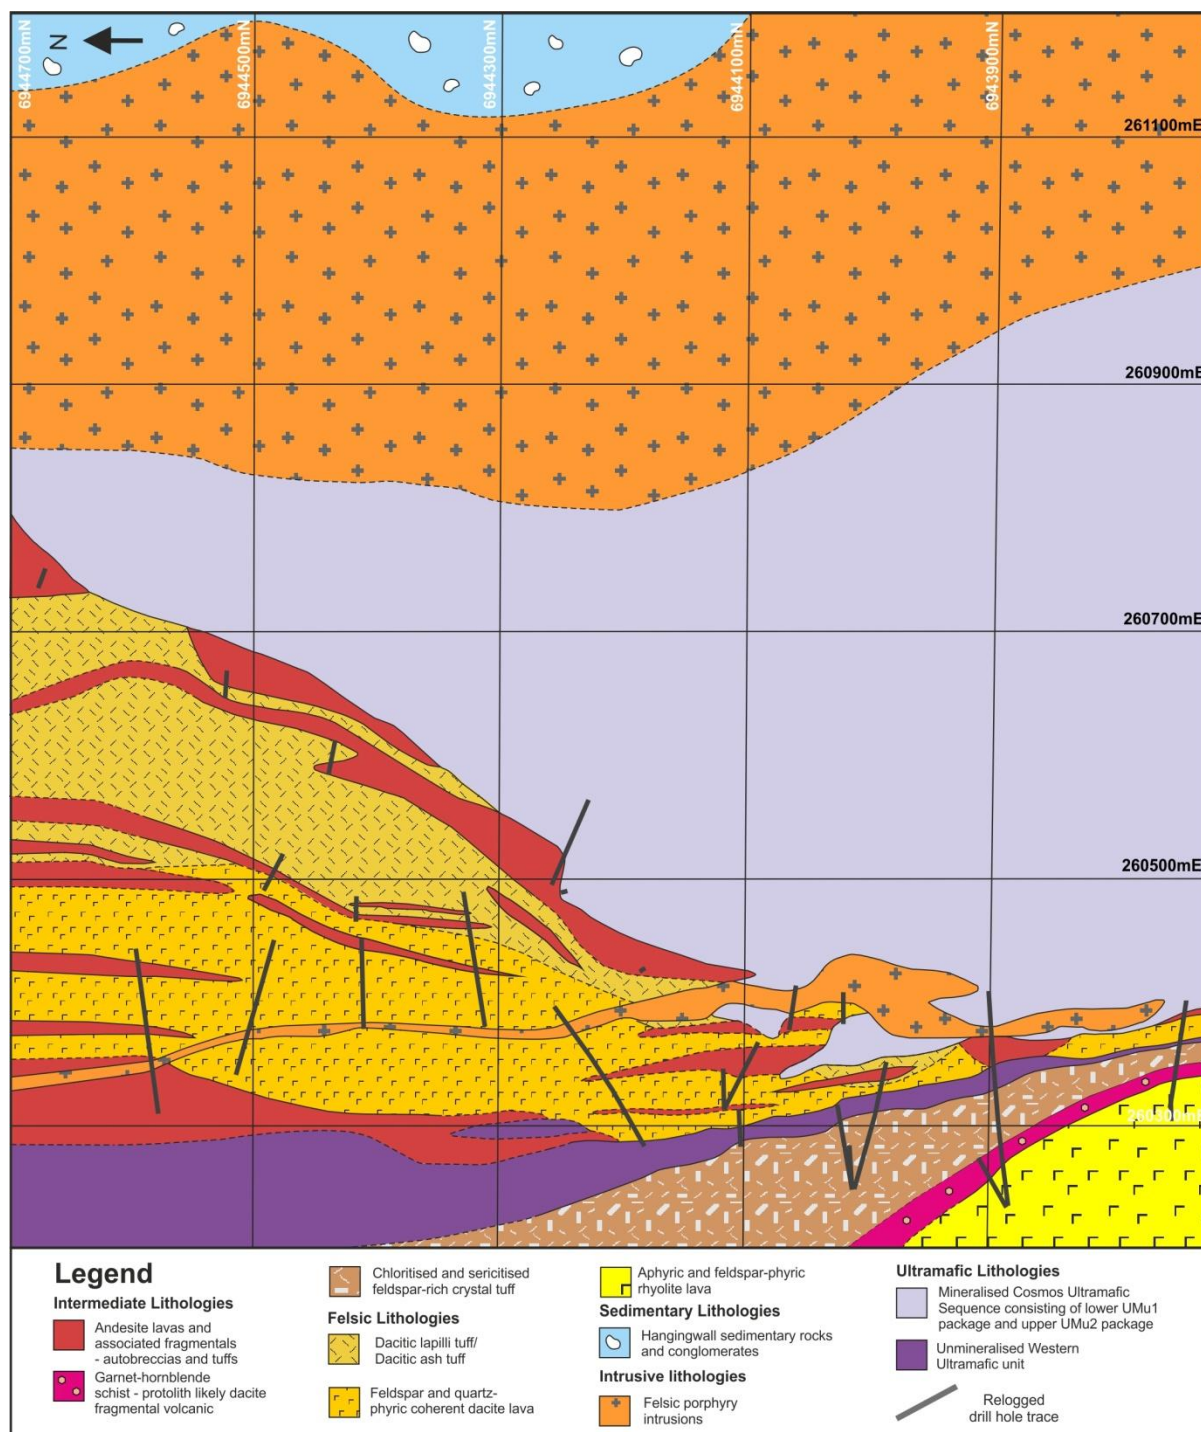 N
6944700mN
6944500mN
6944300mN
6944100mN
6943900mN
261100mE
260900mE
260700mE
260500mE
260300mE
Legend
Intermediate Lithologies
Andesite lavas and
associated fragmentals
- autobreccias and tuffs
Garnet-hornblende
schist - protolith likely dacite
fragmental volcanic
Chloritised and sericitised
feldspar-rich crystal tuff
Felsic Lithologies
Dacitic lapilli tuff/
Dacitic ash tuff
Feldspar and quartz-
phyric coherent dacite lava
Aphyric and feldspar-phyric
rhyolite lava
Sedimentary Lithologies
Hangingwall sedimentary rocks
and conglomerates
Intrusive lithologies
Felsic porphyry
intrusions
Ultramafic Lithologies
Mineralised Cosmos Ultramafic
Sequence consisting of lower UMu1
package and upper UMu2 package
Unmineralised Western
Ultramafic unit
Relogged
drill hole trace